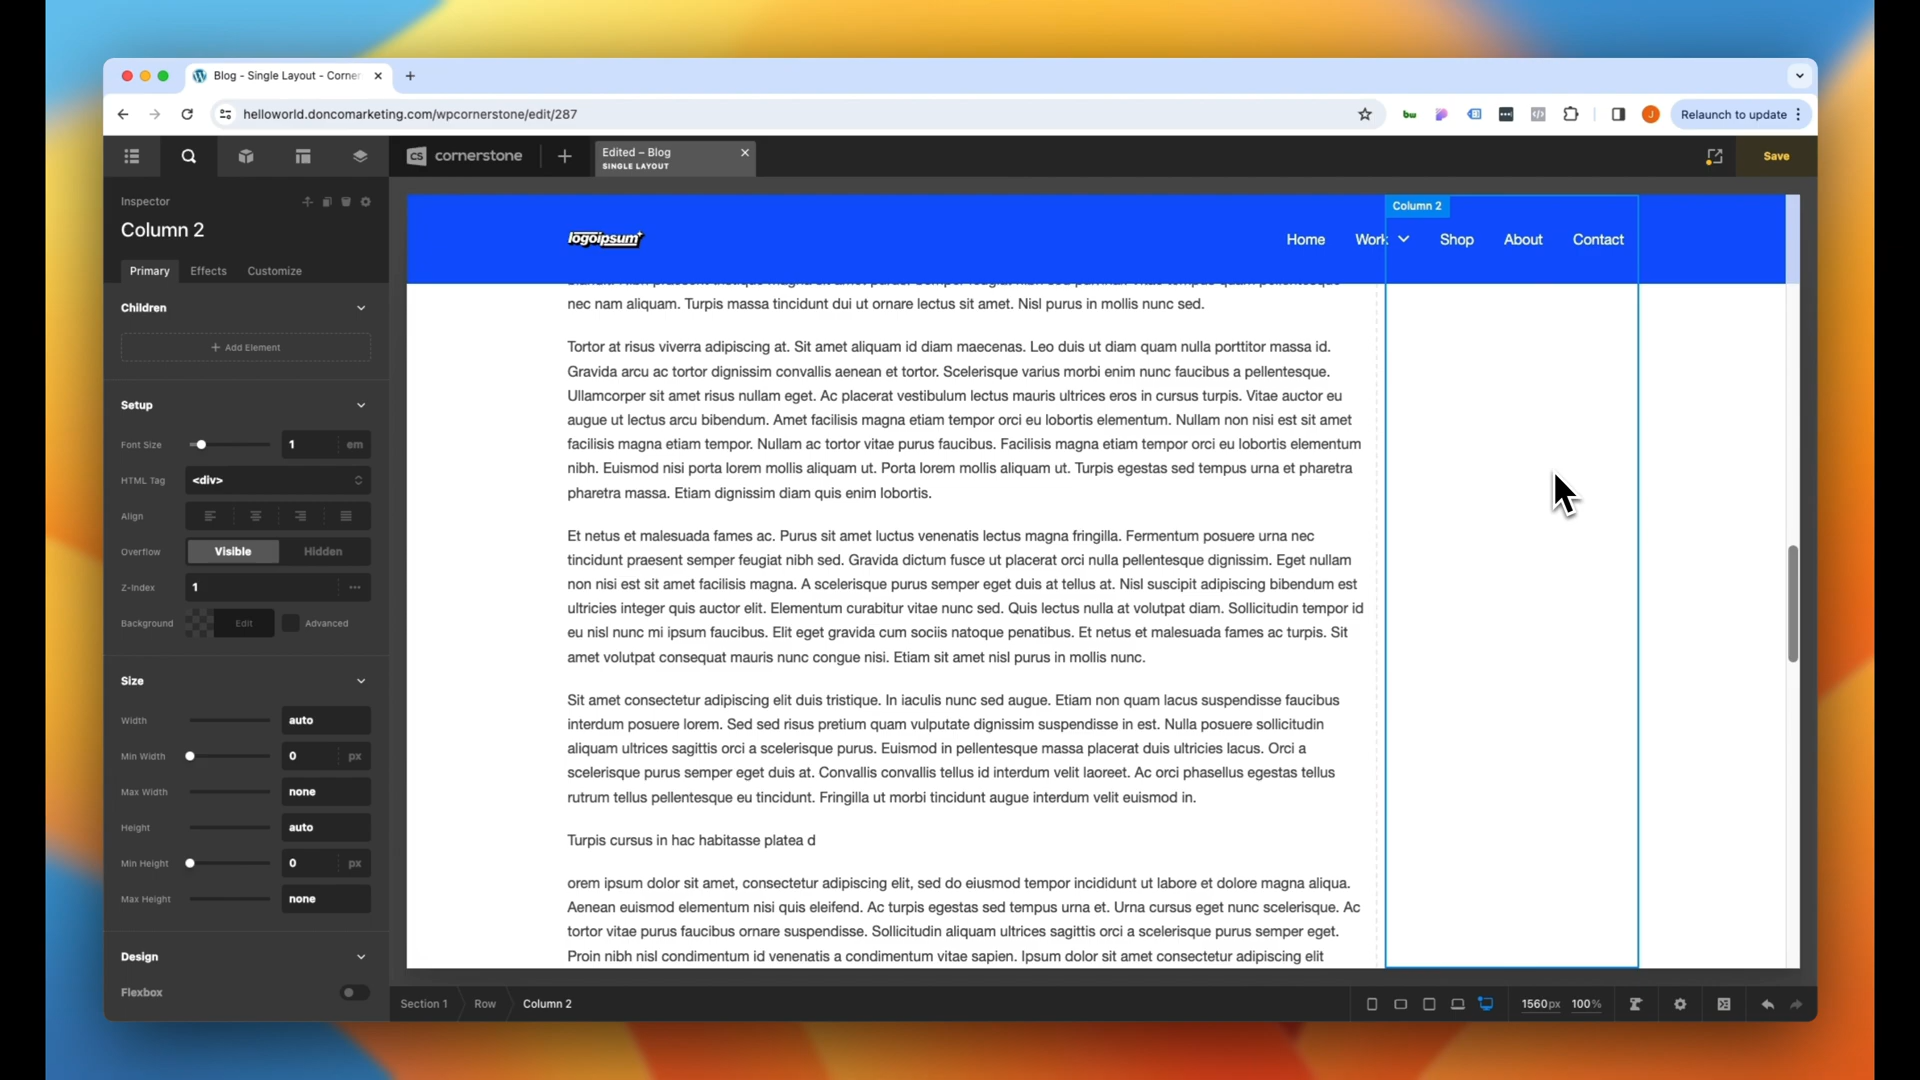 Blog - Single Layout - Corner
helloworld.doncomarketing.com/wpcornerstone/edit/287
bw
J
Relaunch to update
CS cornerstone
Edited – Blog
SINGLE LAYOUT
Save
Inspector
Column 2
Primary
Effects
Customize
Children
Add Element
Setup
Font Size
1
em
HTML Tag
<div>
Align
Overflow
Visible
Hidden
Z-Index
1
Background
Edit
Advanced
Size
Width
auto
Min Width
0
px
Max Width
none
Height
auto
Min Height
0
px
Max Height
none
Design
Flexbox
Column 2
logoipsum
Home
Work
Shop
About
Contact
nec nam aliquam. Turpis massa tincidunt dui ut ornare lectus sit amet. Nisl purus in mollis nunc sed.
Tortor at risus viverra adipiscing at. Sit amet aliquam id diam maecenas. Leo duis ut diam quam nulla porttitor massa id.
Gravida arcu ac tortor dignissim convallis aenean et tortor. Scelerisque varius morbi enim nunc faucibus a pellentesque.
Ullamcorper sit amet risus nullam eget. Ac placerat vestibulum lectus mauris ultrices eros in cursus turpis. Vitae auctor eu
augue ut lectus arcu bibendum. Amet facilisis magna etiam tempor orci eu lobortis elementum. Nullam non nisi est sit amet
facilisis magna etiam tempor. Nullam ac tortor vitae purus faucibus. Facilisis magna etiam tempor orci eu lobortis elementum
nibh. Euismod nisi porta lorem mollis aliquam ut. Porta lorem mollis aliquam ut. Turpis egestas sed tempus urna et pharetra
pharetra massa. Etiam dignissim diam quis enim lobortis.
Et netus et malesuada fames ac. Purus sit amet luctus venenatis lectus magna fringilla. Fermentum posuere urna nec
tincidunt praesent semper feugiat nibh sed. Gravida dictum fusce ut placerat orci nulla pellentesque dignissim. Eget nullam
non nisi est sit amet facilisis magna. A scelerisque purus semper eget duis at tellus at. Nisl suscipit adipiscing bibendum est
ultricies integer quis auctor elit. Elementum curabitur vitae nunc sed. Quis lectus nulla at volutpat diam. Sollicitudin tempor id
eu nisl nunc mi ipsum faucibus. Elit eget gravida cum sociis natoque penatibus. Et netus et malesuada fames ac turpis. Sit
amet volutpat consequat mauris nunc congue nisi. Etiam sit amet nisl purus in mollis nunc.
Sit amet consectetur adipiscing elit duis tristique. In iaculis nunc sed augue. Etiam non quam lacus suspendisse faucibus
interdum posuere lorem. Sed sed risus pretium quam vulputate dignissim suspendisse in est. Nulla posuere sollicitudin
aliquam ultrices sagittis orci a scelerisque purus. Euismod in pellentesque massa placerat duis ultricies lacus. Orci a
scelerisque purus semper eget duis at. Convallis convallis tellus id interdum velit laoreet. Ac orci phasellus egestas tellus
rutrum tellus pellentesque eu tincidunt. Fringilla ut morbi tincidunt augue interdum velit euismod in.
Turpis cursus in hac habitasse platea d
orem ipsum dolor sit amet, consectetur adipiscing elit, sed do eiusmod tempor incididunt ut labore et dolore magna aliqua.
Aenean euismod elementum nisi quis eleifend. Ac turpis egestas sed tempus urna et. Urna cursus eget nunc scelerisque. Ac
tortor vitae purus faucibus ornare suspendisse. Sollicitudin aliquam ultrices sagittis orci a scelerisque purus semper eget.
Proin nibh nisl condimentum id venenatis a condimentum vitae sapien. Ipsum dolor sit amet consectetur adipiscing elit
Section 1
Row
Column 2
1560px
100%